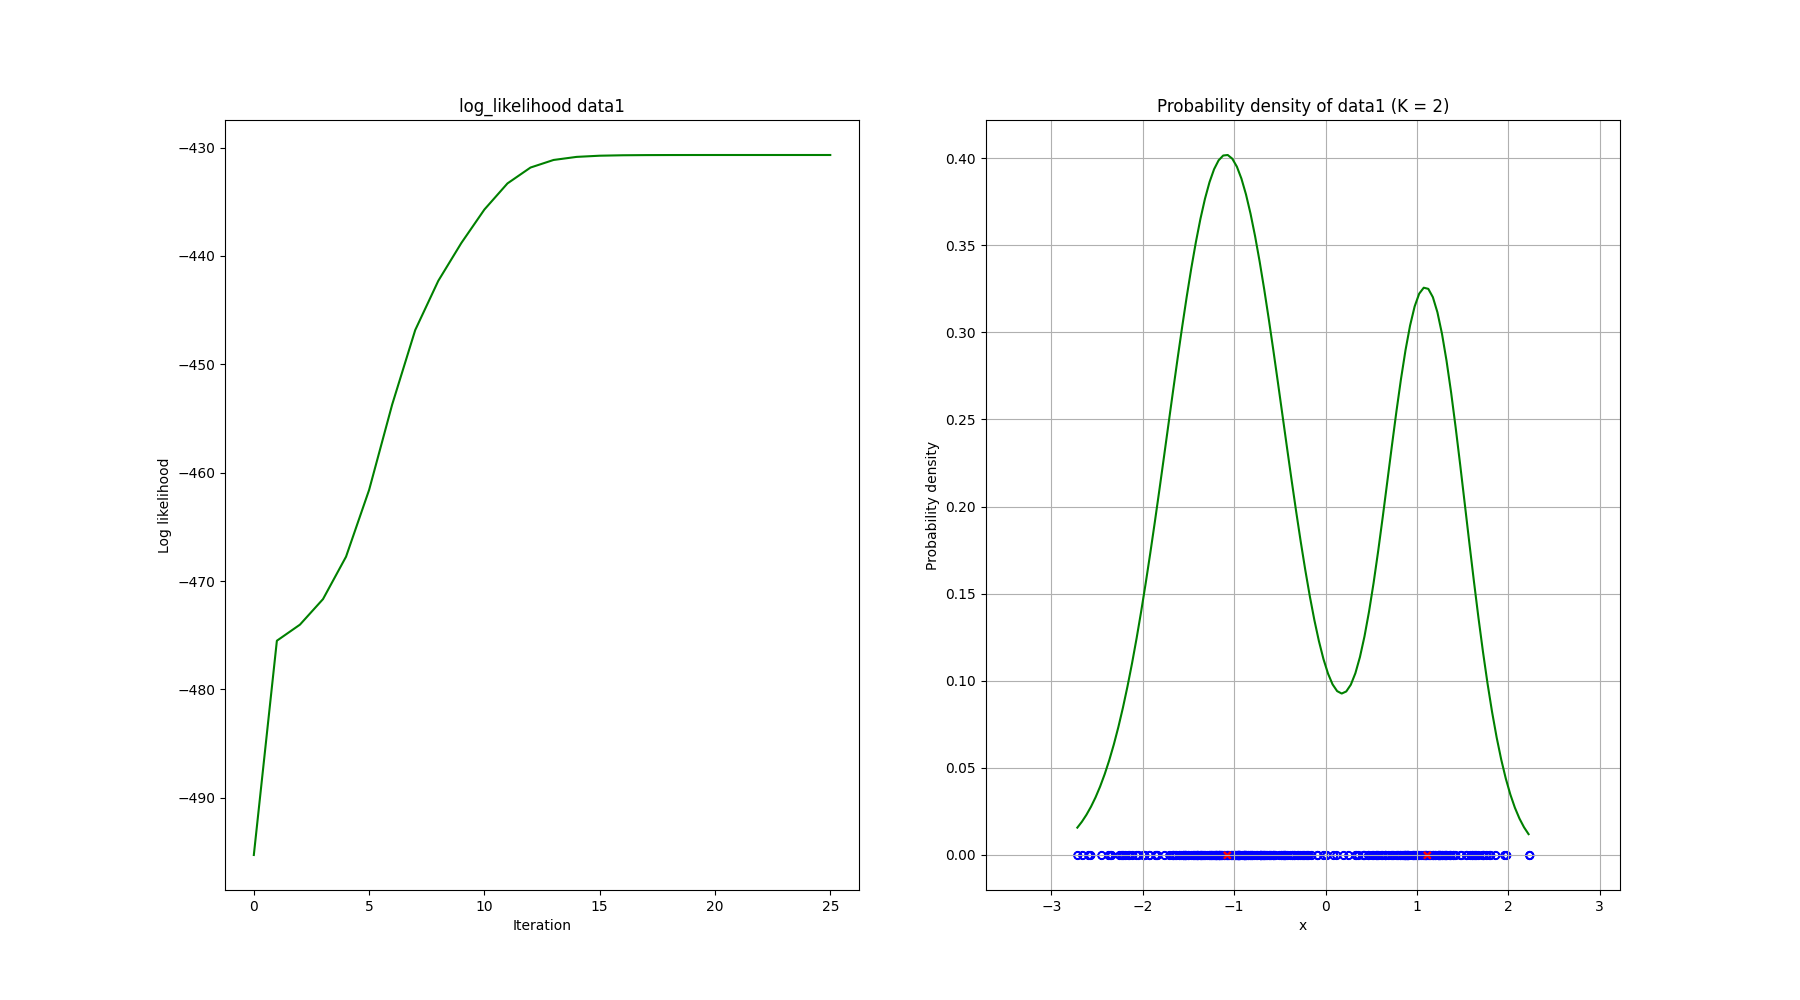 log_likelihood data1
−430
−440
−450
−460
−470
−480
−490
Log likelihood
0 5 10 15 20 25
Iteration
Probability density of data1 (K = 2)
0.40
0.35
0.30
0.25
0.20
0.15
0.10
0.05
0.00
Probability density
−3 −2 −1 0 1 2 3
x